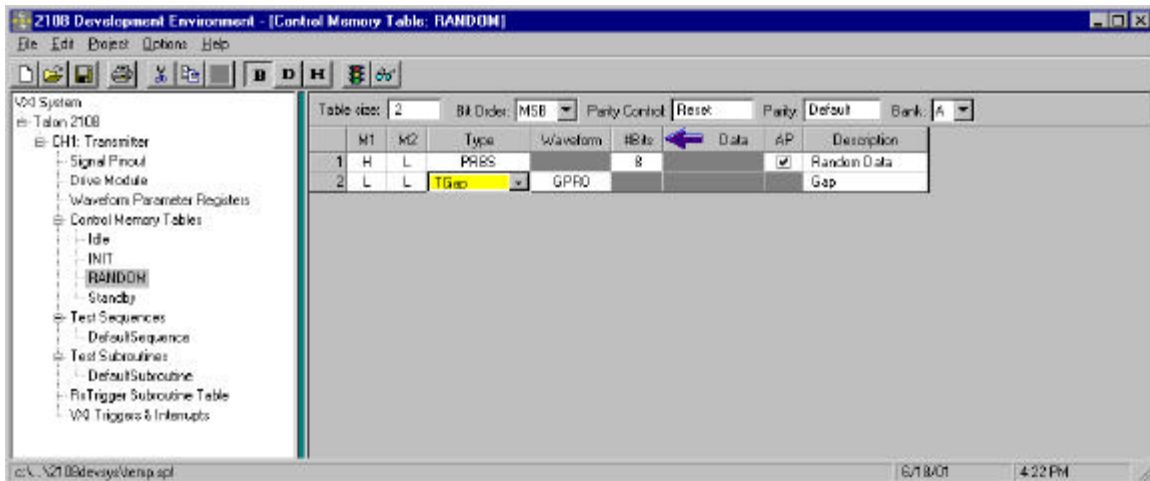 2108 Development Environment - [Control Memory Table: RANDOM]
File Edit Project Options Help
B D H
VXI System
Talon 2108
CH1: Transmitter
Signal Pinout
Drive Module
Waveform Parameter Registers
Control Memory Tables
Idle
INIT
RANDOM
Standby
Test Sequences
DefaultSequence
Test Subroutines
DefaultSubroutine
RxTrigger Subroutine Table
VXI Triggers & Interrupts
Table size: 2 Bit Order: MSB Parity Control: Reset Parity: Default Bank: A
M1 M2 Type Waveform #Bits Data AP Description
1 H L PRBS 8 Random Data
2 L L TGap GPR0 Gap
c:\...\2108devsys\temp.spf 6/18/01 4:22 PM